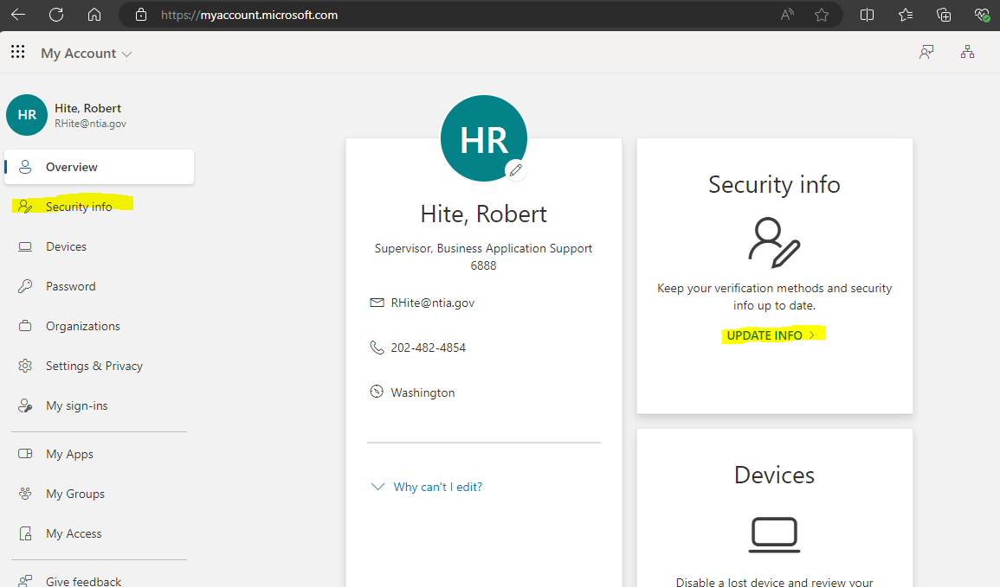 https://myaccount.microsoft.com
My Account
HR
Hite, Robert
RHite@ntia.gov
Overview
Security info
Devices
Password
Organizations
Settings & Privacy
My sign-ins
My Apps
My Groups
My Access
Give feedback
HR
Hite, Robert
Supervisor, Business Application Support
6888
RHite@ntia.gov
202-482-4854
Washington
Why can't I edit?
Security info
Keep your verification methods and security
info up to date.
UPDATE INFO
Devices
Disable a lost device and review your